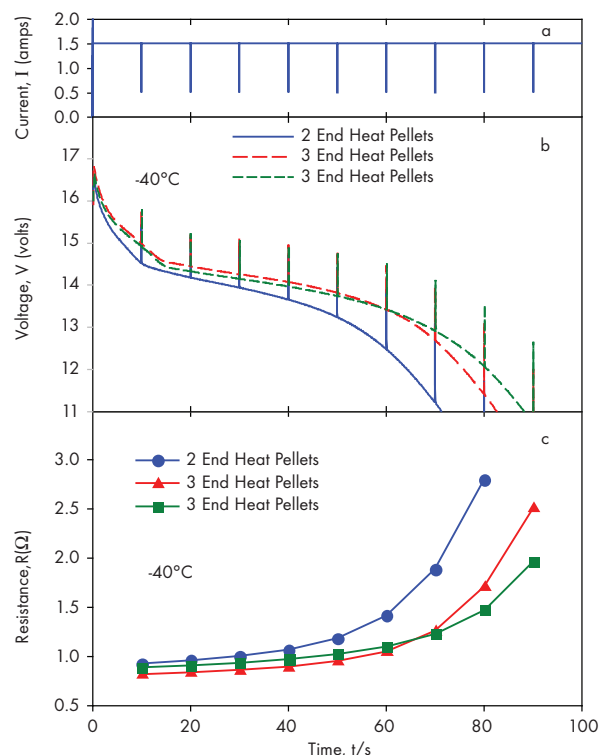 2.0
1.5
1.0
0.5
0.0
Current, I (amps)
a
17
16
15
14
13
12
11
Voltage, V (volts)
b
2 End Heat Pellets
3 End Heat Pellets
3 End Heat Pellets
-40°C
3.0
2.5
2.0
1.5
1.0
0.5
Resistance,R(Ω)
c
2 End Heat Pellets
3 End Heat Pellets
3 End Heat Pellets
-40°C
0 20 40 60 80 100
Time, t/s